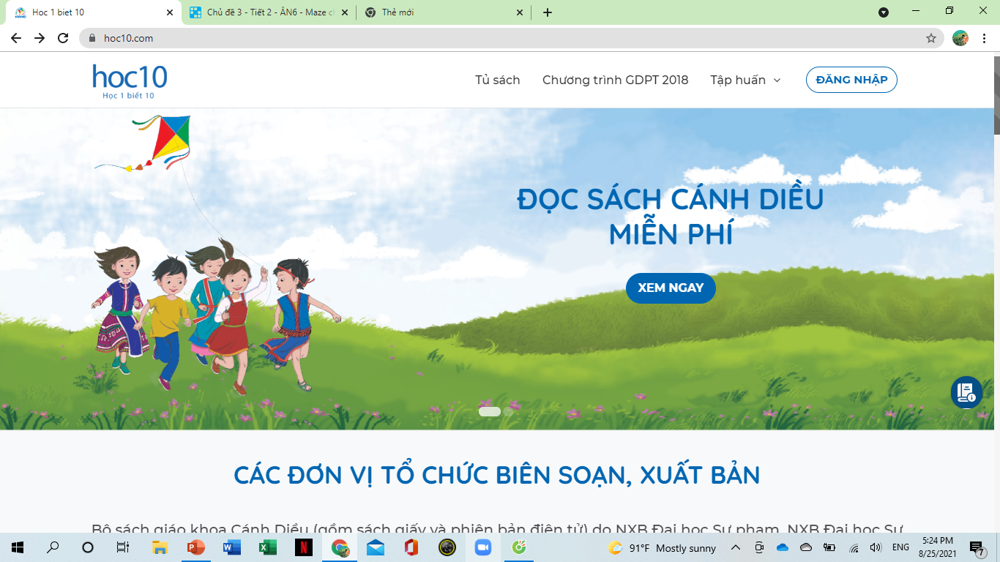 Hoc 1 biet 10
Chủ đề 3 - Tiết 2 - ÂN6 - Maze c
Thẻ mới
hoc10.com
hoc10
Học 1 biết 10
Tủ sách
Chương trình GDPT 2018
Tập huấn
ĐĂNG NHẬP
ĐỌC SÁCH CÁNH DIỀU
MIỄN PHÍ
XEM NGAY
CÁC ĐƠN VỊ TỔ CHỨC BIÊN SOẠN, XUẤT BẢN
Bộ sách giáo khoa Cánh Diều (gồm sách giấy và phiên bản điện tử) do NXB Đại học Sư phạm, NXB Đại học Sư
91°F Mostly sunny
ENG
5:24 PM
8/25/2021
7